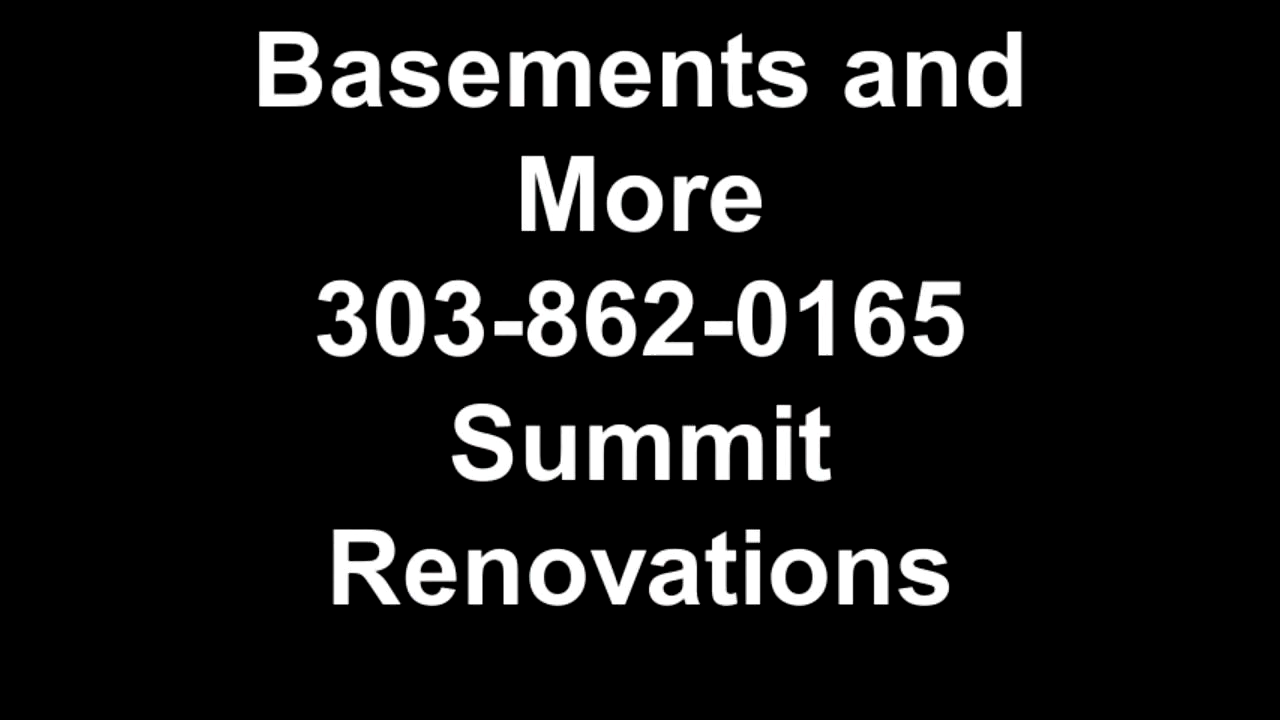 Basements and
More
303-862-0165
Summit
Renovations